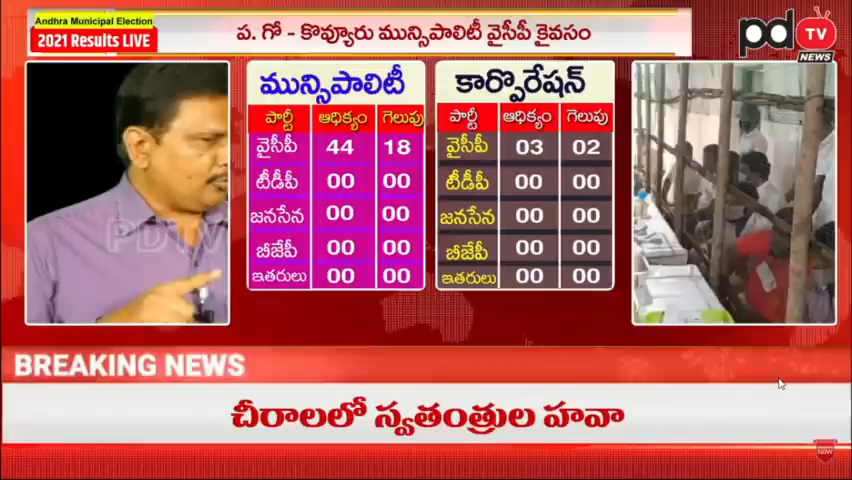 Andhra Municipal Election
2021 Results LIVE
ప. గో - కొవ్యూరు మున్సిపాలిటీ వైసీపీ కైవసం
pd TV
NEWS
మున్సిపాలిటీ
పార్టీ ఆధిక్యం గెలుపు
వైసీపీ 44 18
టీడీపీ 00 00
జనసేన 00 00
బీజేపీ 00 00
ఇతరులు 00 00
కార్పొరేషన్
పార్టీ ఆధిక్యం గెలుపు
వైసీపీ 03 02
టీడీపీ 00 00
జనసేన 00 00
బీజేపీ 00 00
ఇతరులు 00 00
PDTV
BREAKING NEWS
చీరాలలో స్వతంత్రుల హవా